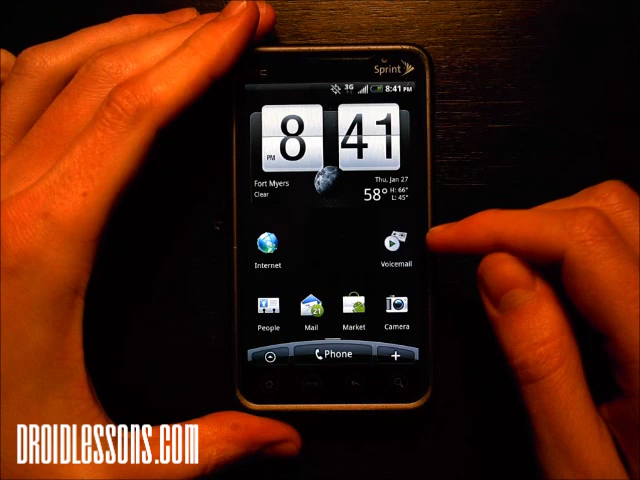 Sprint
3G 8:41 PM
8 41
PM
Fort Myers Thu, Jan 27
Clear 58° H: 66°
L: 45°
Internet Voicemail
21
People Mail Market Camera
Phone
DROIDLESSONS.COM